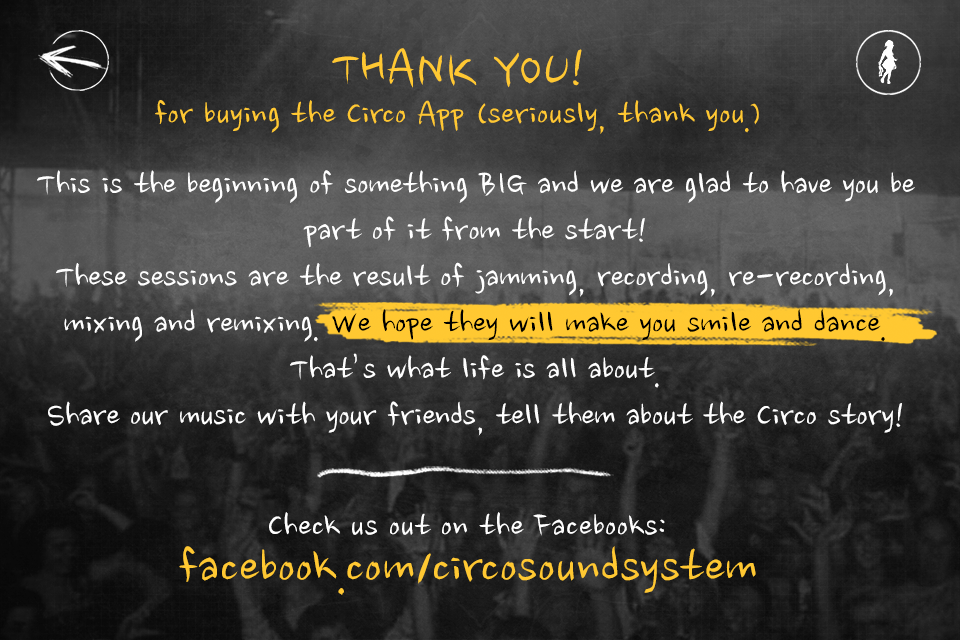 THANK YOU!
for buying the Circo App (seriously, thank you.)
This is the beginning of something BIG and we are glad to have you be
part of it from the start!
These sessions are the result of jamming, recording, re-recording,
mixing and remixing. We hope they will make you smile and dance.
That's what life is all about.
Share our music with your friends, tell them about the Circo story!
Check us out on the Facebooks:
facebook.com/circosoundsystem